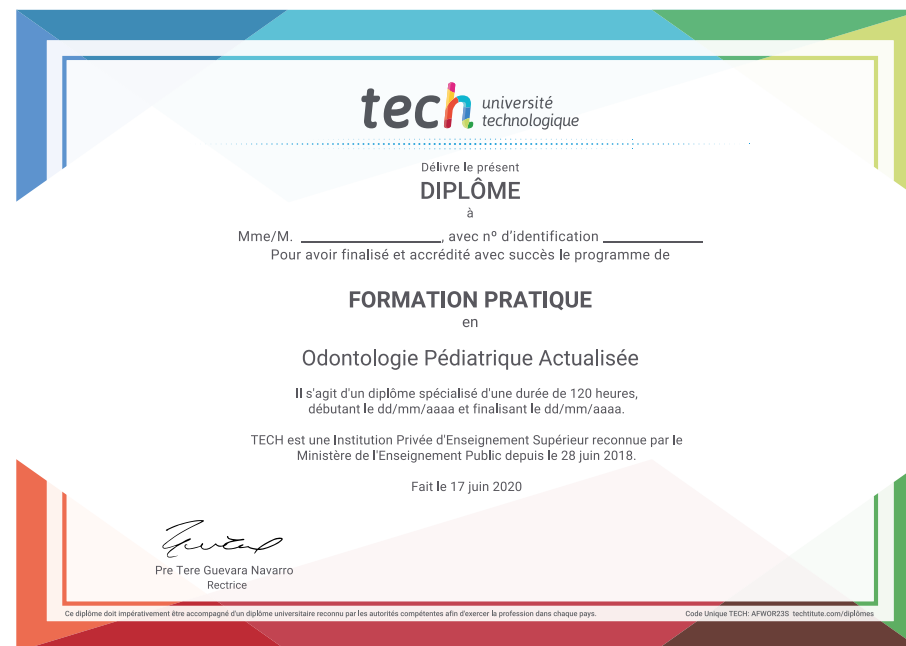 tech université
technologique
Délivre le présent
DIPLÔME
à
Mme/M. ____________________, avec nº d'identification ______________
Pour avoir finalisé et accrédité avec succès le programme de
FORMATION PRATIQUE
en
Odontologie Pédiatrique Actualisée
Il s'agit d'un diplôme spécialisé d'une durée de 120 heures,
débutant le dd/mm/aaaa et finalisant le dd/mm/aaaa.
TECH est une Institution Privée d'Enseignement Supérieur reconnue par le
Ministère de l'Enseignement Public depuis le 28 juin 2018.
Fait le 17 juin 2020
Pre Tere Guevara Navarro
Rectrice
Ce diplôme doit impérativement être accompagné d'un diplôme universitaire reconnu par les autorités compétentes afin d'exercer la profession dans chaque pays.
Code Unique TECH: AFWOR23S techtitute.com/diplômes